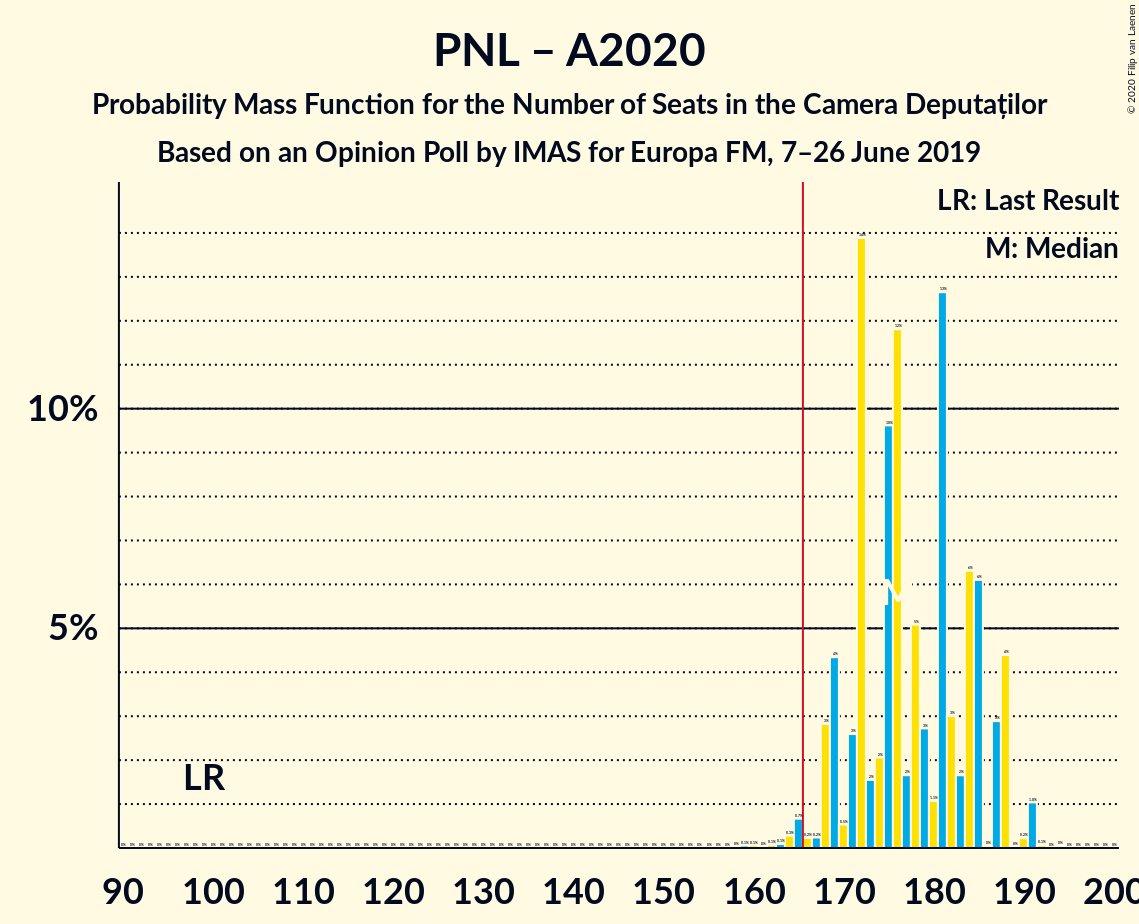 PNL – A2020
Probability Mass Function for the Number of Seats in the Camera Deputaților
Based on an Opinion Poll by IMAS for Europa FM, 7–26 June 2019
© 2020 Filip van Laenen
LR: Last Result
M: Median
10%
5%
LR
M
90 100 110 120 130 140 150 160 170 180 190 200